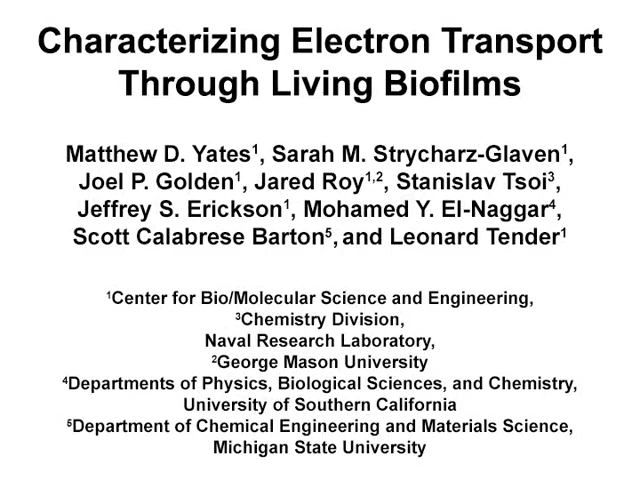 Characterizing Electron Transport
Through Living Biofilms
Matthew D. Yates¹, Sarah M. Strycharz-Glaven¹,
Joel P. Golden¹, Jared Roy¹,², Stanislav Tsoi³,
Jeffrey S. Erickson¹, Mohamed Y. El-Naggar⁴,
Scott Calabrese Barton⁵, and Leonard Tender¹
¹Center for Bio/Molecular Science and Engineering,
³Chemistry Division,
Naval Research Laboratory,
²George Mason University
⁴Departments of Physics, Biological Sciences, and Chemistry,
University of Southern California
⁵Department of Chemical Engineering and Materials Science,
Michigan State University